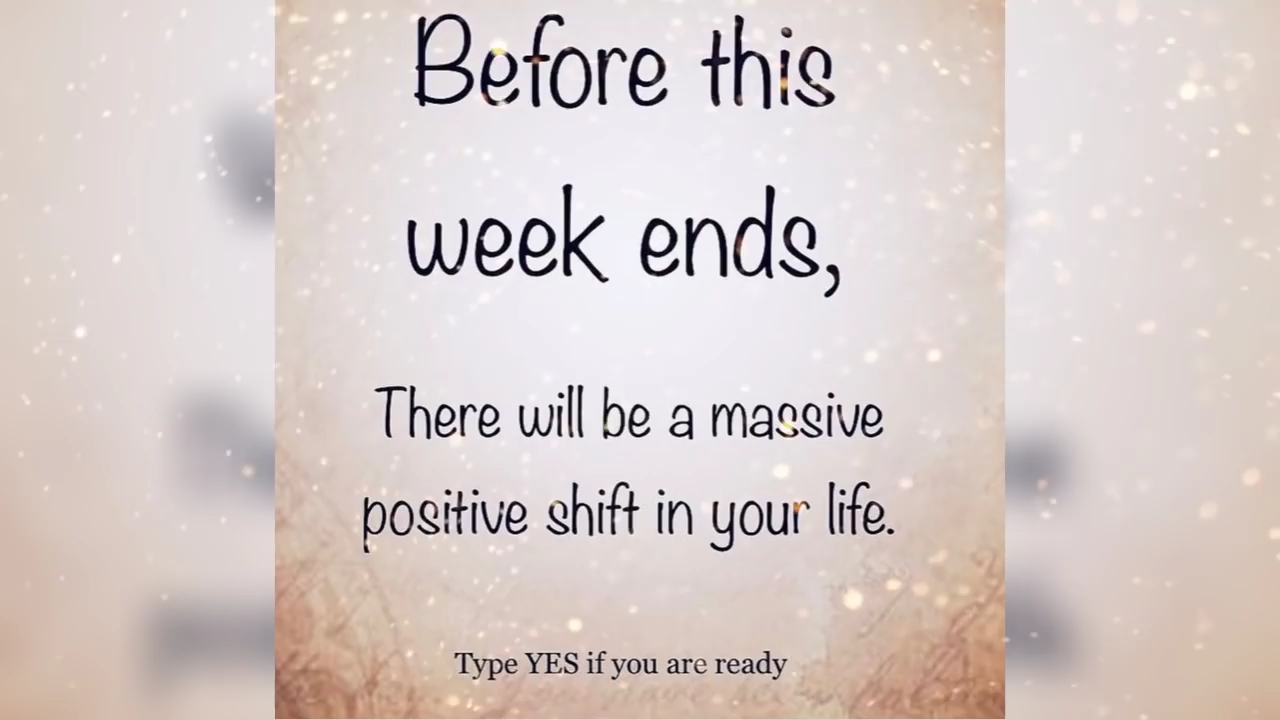 Before this
week ends,
There will be a massive
positive shift in your life.
Type YES if you are ready